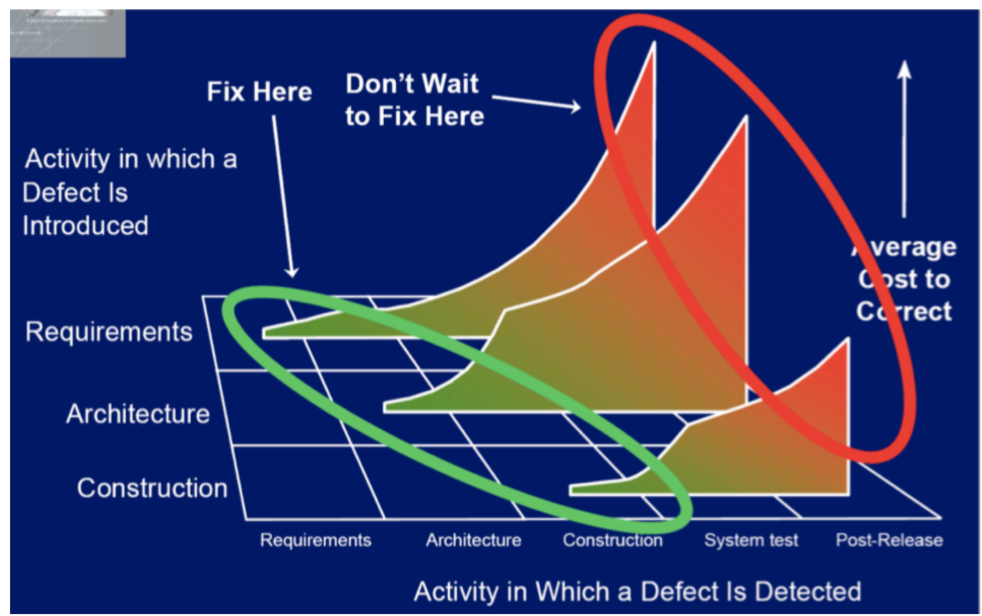 Fix Here
Don't Wait
to Fix Here
Activity in which a
Defect Is
Introduced
Average
Cost to
Correct
Requirements
Architecture
Construction
Requirements
Architecture
Construction
System test
Post-Release
Activity in Which a Defect Is Detected